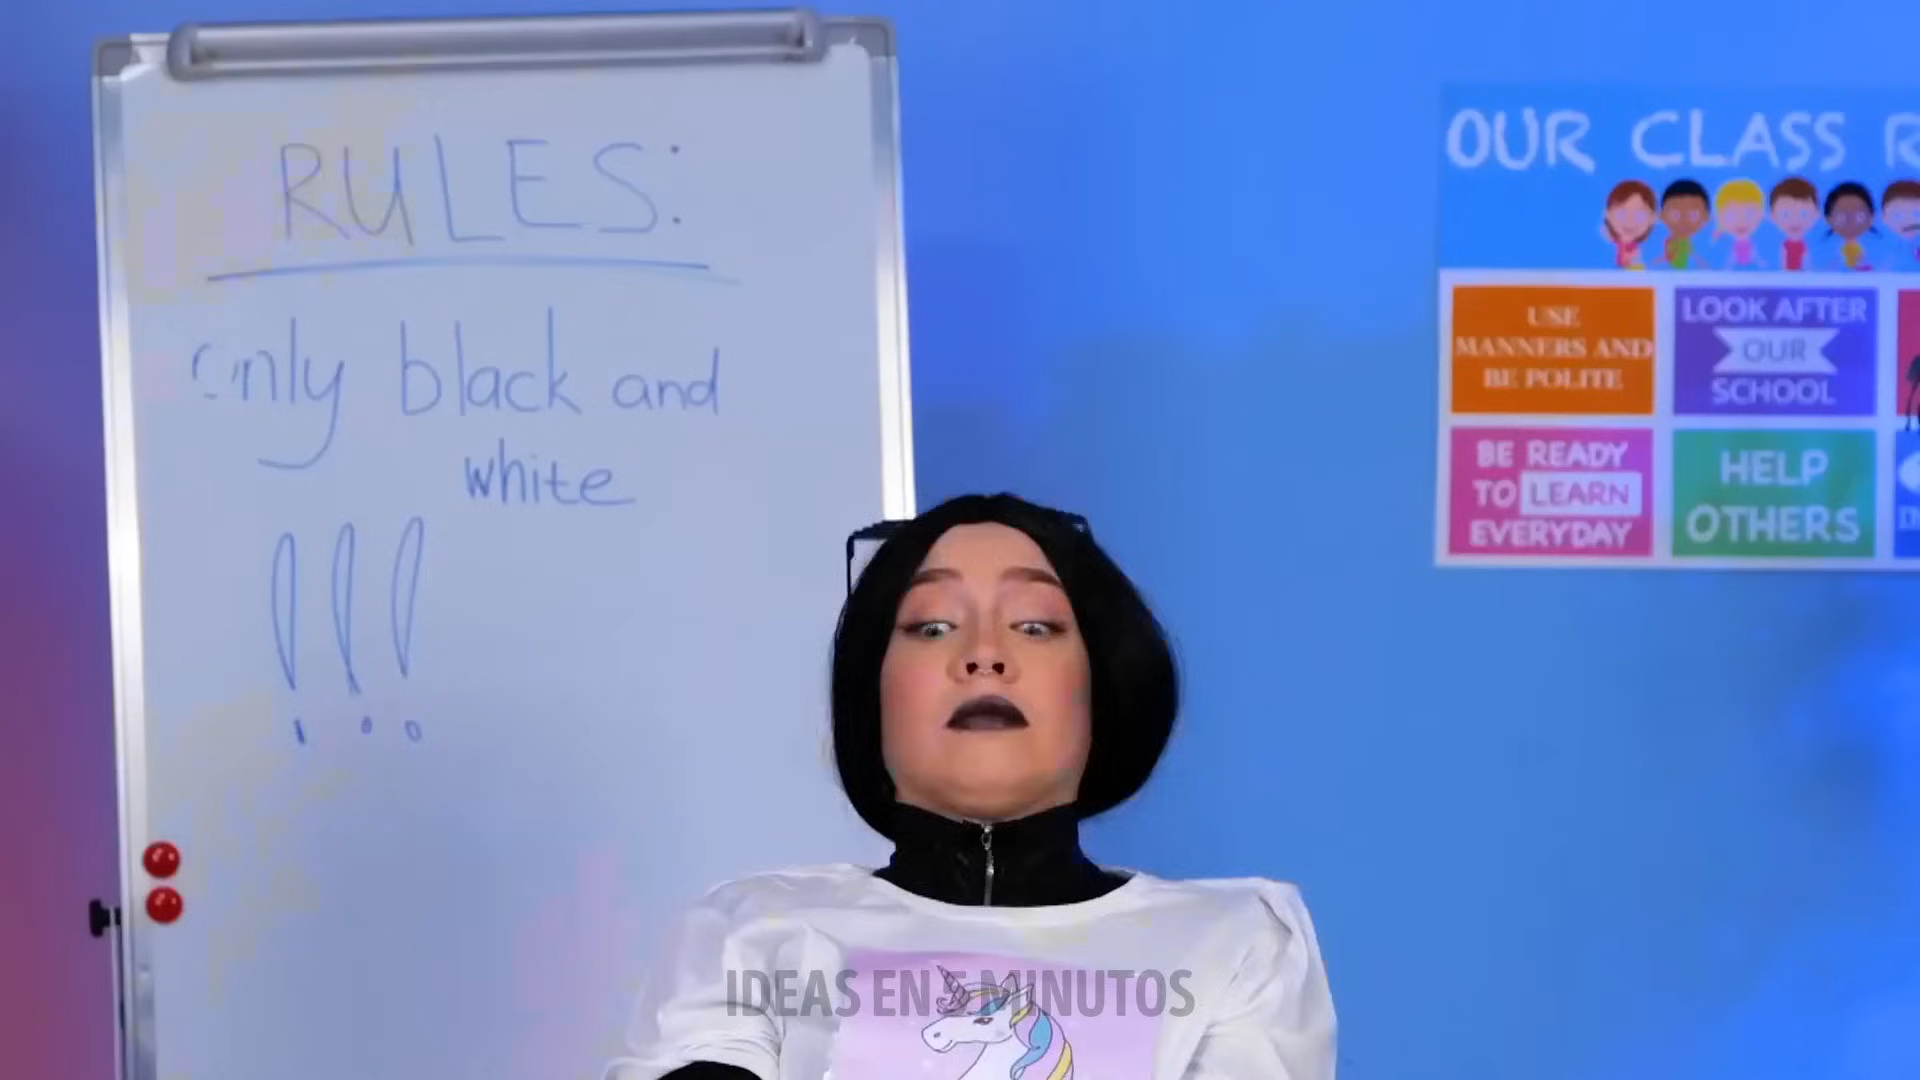 RULES:
only black and
white
!!!
OUR CLASS
USE
MANNERS AND
BE POLITE
LOOK AFTER
OUR
SCHOOL
BE READY
TO LEARN
EVERYDAY
HELP
OTHERS
IDEAS EN 5 MINUTOS